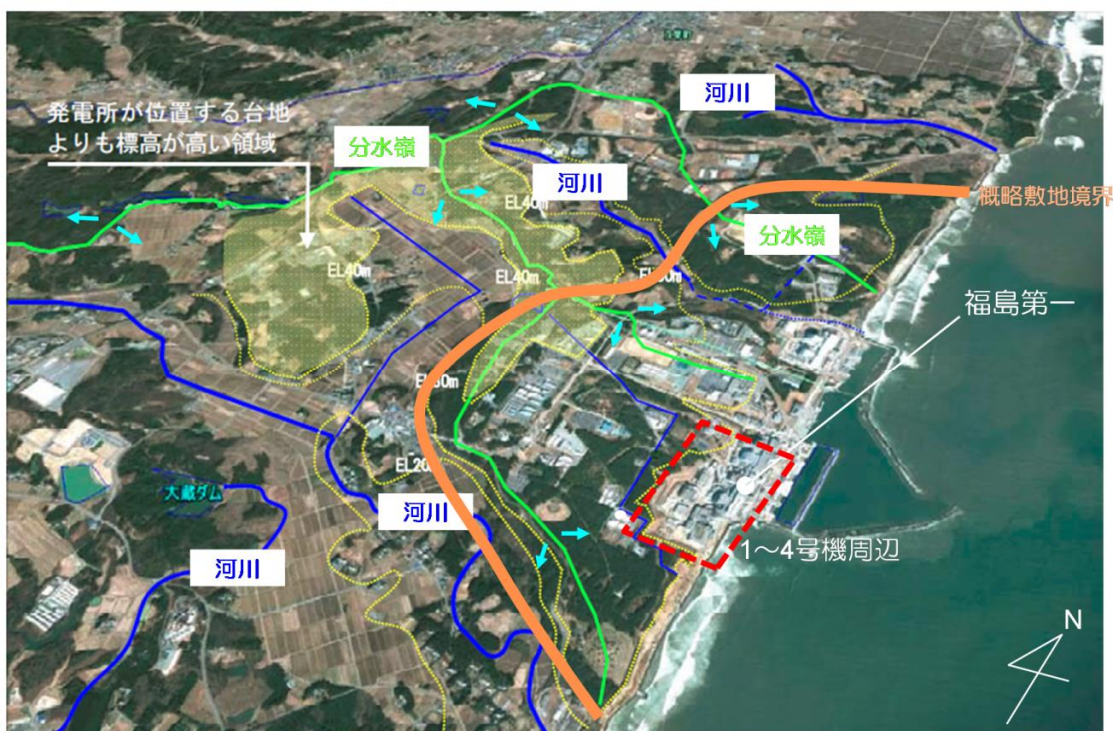 河川
発電所が位置する台地
よりも標高が高い領域
分水嶺
河川
概略敷地境界
EL40m
分水嶺
EL40m
EL40m
福島第一
EL20
大蔵ダム
河川
1～4号機周辺
河川
N